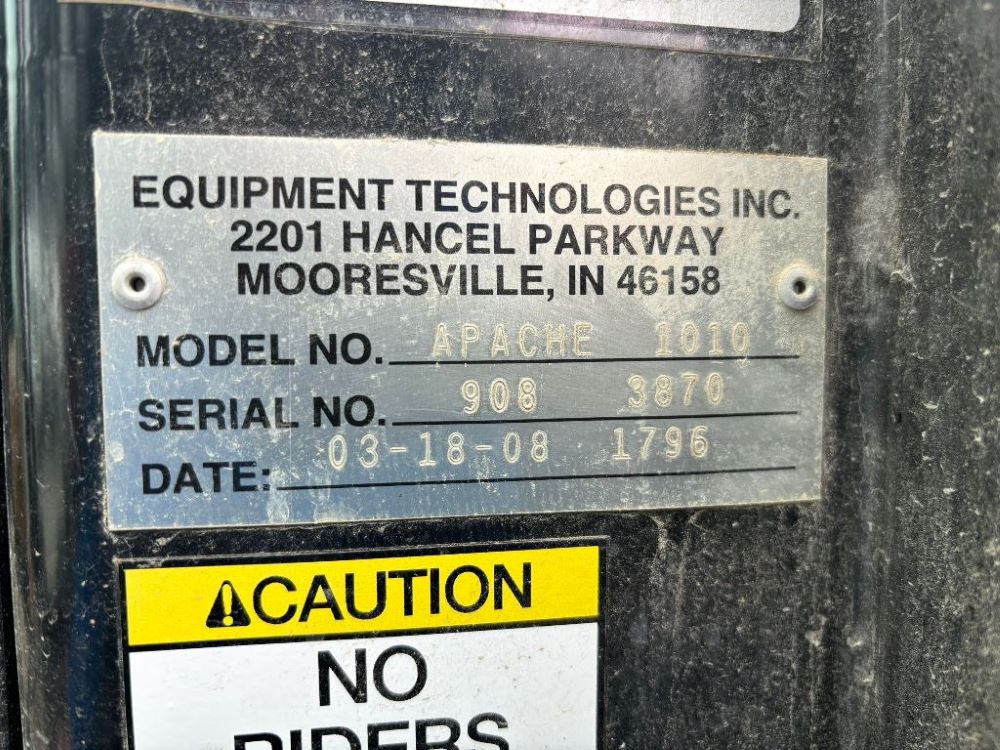 EQUIPMENT TECHNOLOGIES INC.
2201 HANCEL PARKWAY
MOORESVILLE, IN 46158
MODEL NO. APACHE 1010
SERIAL NO. 908 3870
DATE: 03-18-08 1796
⚠CAUTION
NO
RIDERS